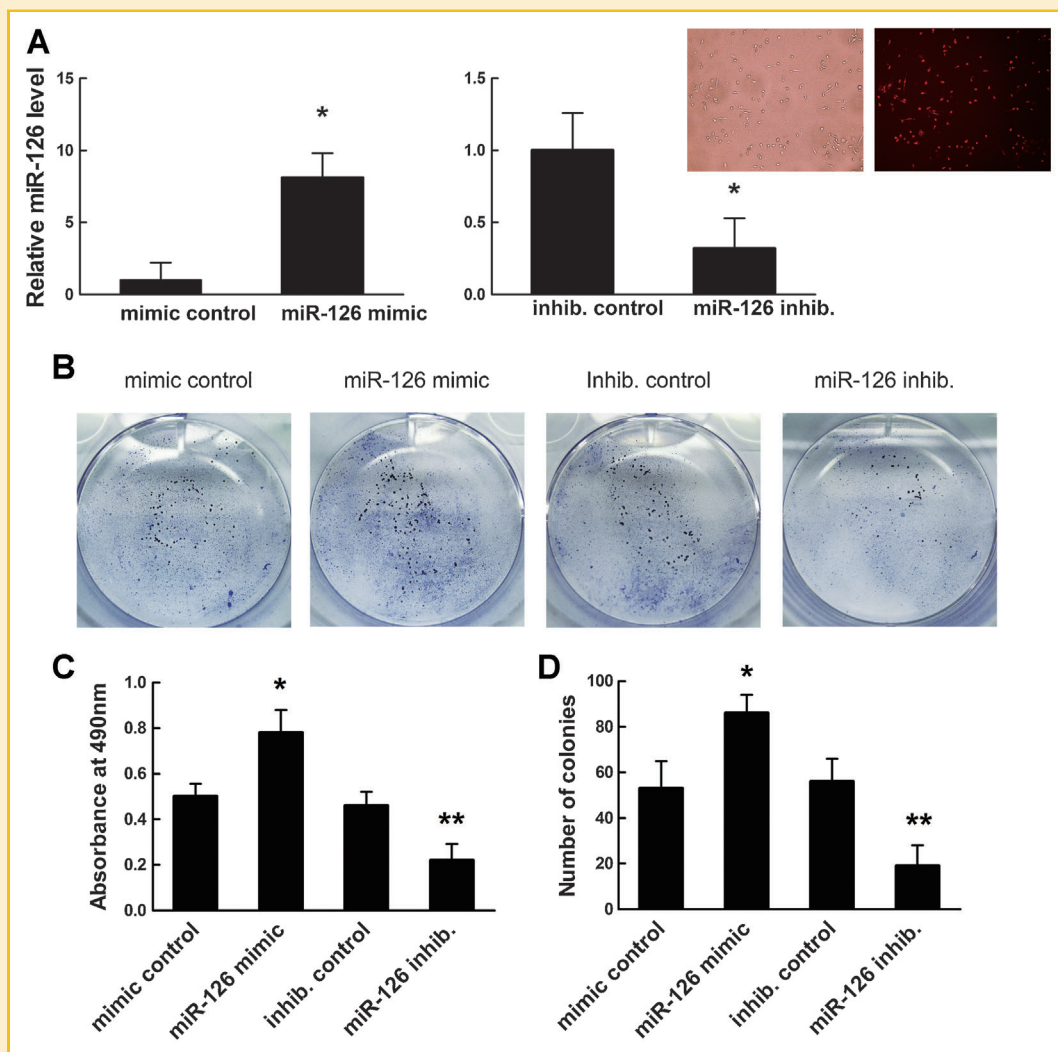 A
Relative miR-126 level
15
10
5
0
*
mimic control
miR-126 mimic
1.5
1.0
0.5
0
*
inhib. control
miR-126 inhib.
B
mimic control
miR-126 mimic
Inhib. control
miR-126 inhib.
C
Absorbance at 490nm
1.0
0.8
0.6
0.4
0.2
0.0
*
**
mimic control
miR-126 mimic
inhib. control
miR-126 inhib.
D
Number of colonies
100
80
60
40
20
0
*
**
mimic control
miR-126 mimic
inhib. control
miR-126 inhib.